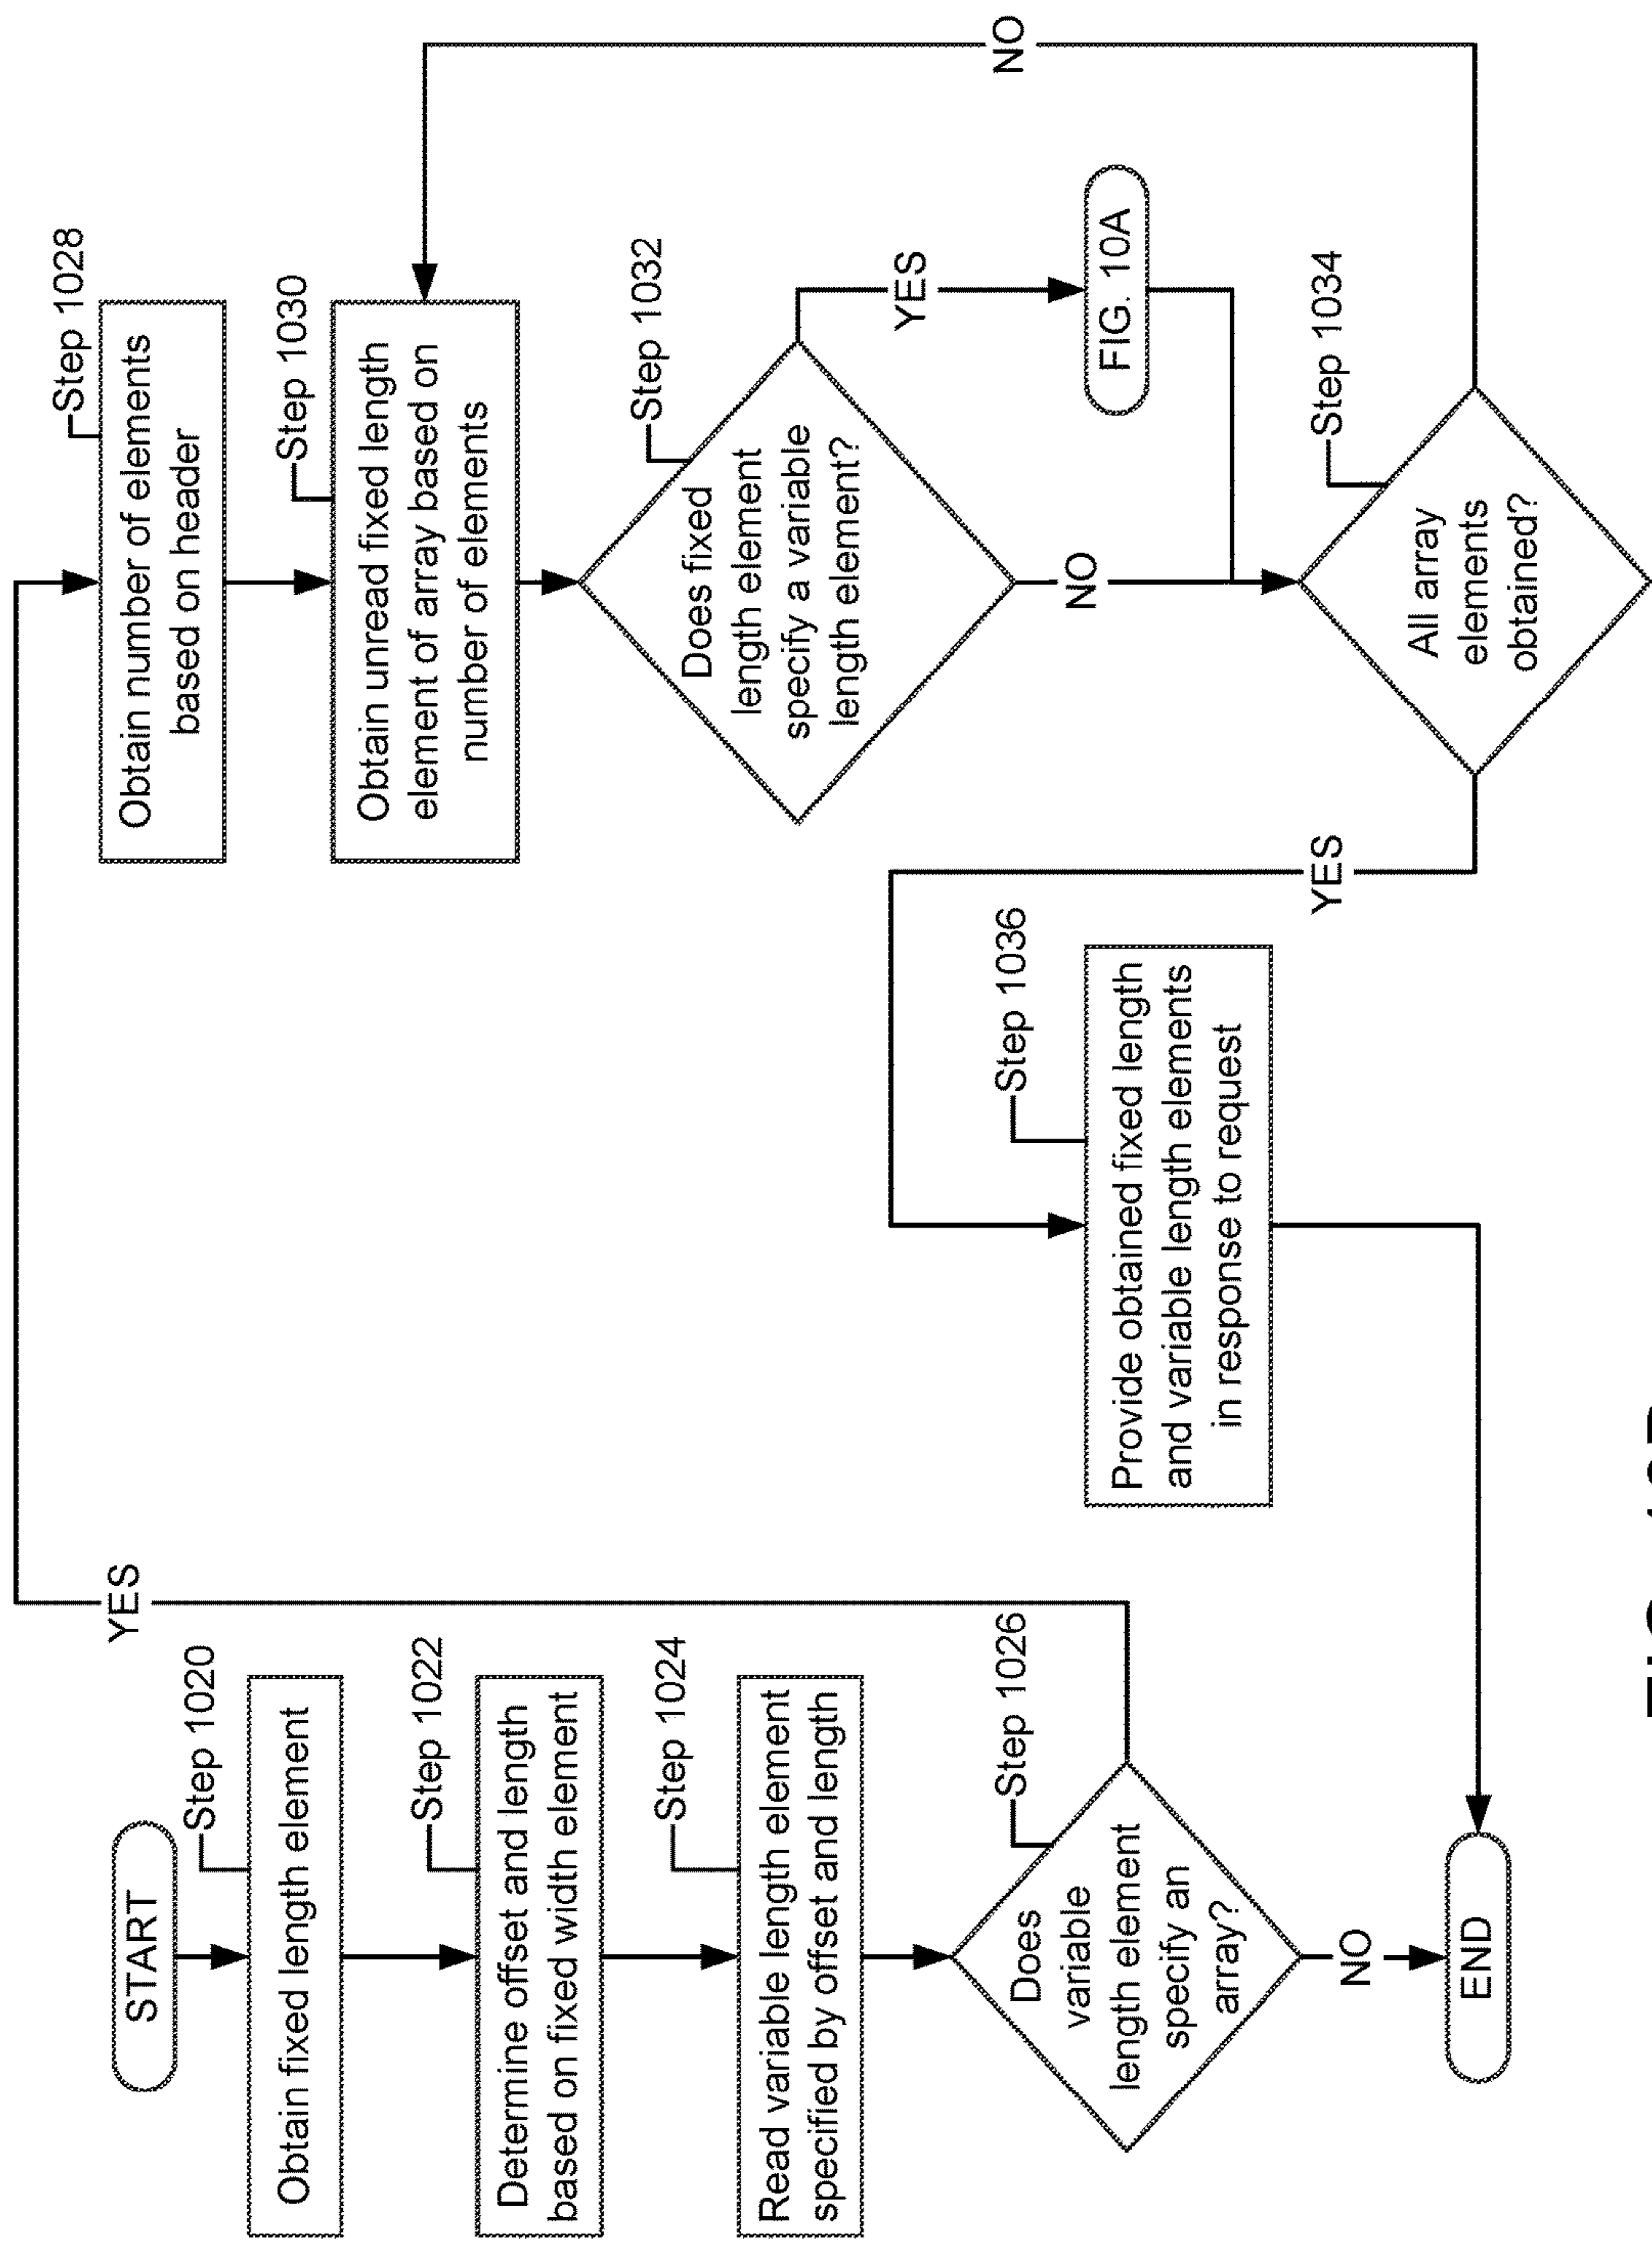 START
Step 1020
Obtain fixed length element
Step 1022
Determine offset and length
based on fixed width element
Step 1024
Read variable length element
specified by offset and length
Step 1026
Does
variable
length element
specify an
array?
YES
NO
END
Step 1028
Obtain number of elements
based on header
Step 1030
Obtain unread fixed length
element of array based on
number of elements
Step 1032
Does fixed
length element
specify a variable
length element?
YES
FIG. 10A
NO
Step 1034
All array
elements
obtained?
NO
YES
Step 1036
Provide obtained fixed length
and variable length elements
in response to request